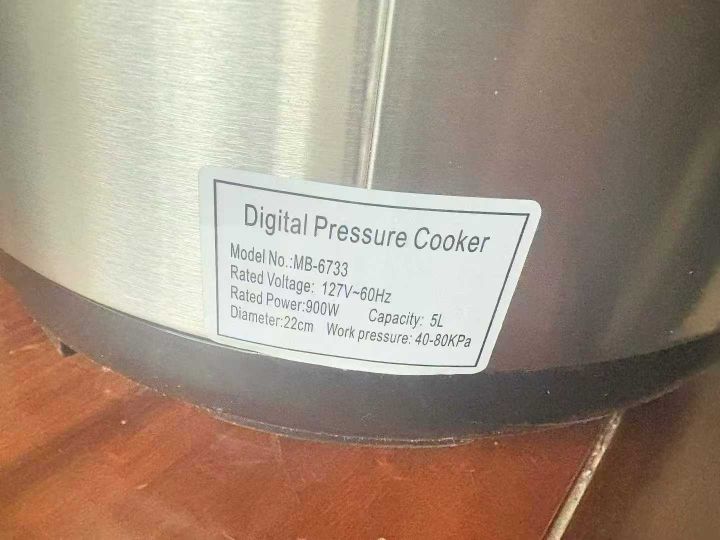 Digital Pressure Cooker
Model No.:MB-6733
Rated Voltage: 127V~60Hz
Rated Power:900W Capacity: 5L
Diameter:22cm Work pressure: 40-80KPa